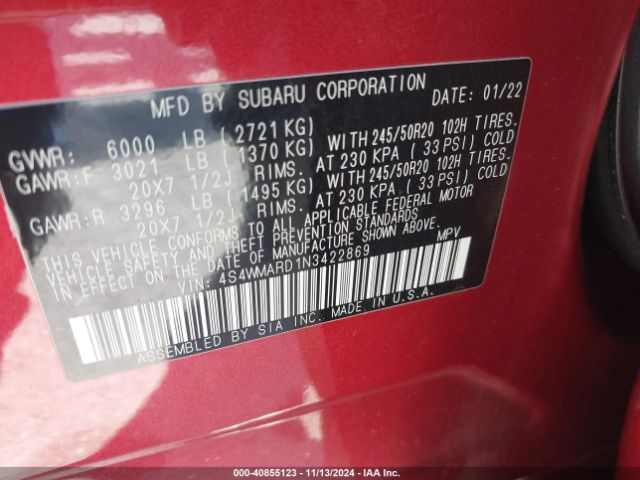 MFD BY SUBARU CORPORATION DATE: 01/22
GVWR: 6000 LB (2721 KG)
GAWR:F 3021 LB (1370 KG) WITH 245/50R20 102H TIRES.
20X7 1/2J RIMS. AT 230 KPA (33 PSI) COLD
GAWR:R 3296 LB (1495 KG) WITH 245/50R20 102H TIRES.
20X7 1/2J RIMS. AT 230 KPA (33 PSI) COLD
THIS VEHICLE CONFORMS TO ALL APPLICABLE FEDERAL MOTOR
VEHICLE SAFETY AND THEFT PREVENTION STANDARDS
IN EFFECT ON THE DATE OF MANUFACTURE SHOWN ABOVE.
VIN: 4S4WMARD1N3422869 MPV
ASSEMBLED BY SIA INC. MADE IN U.S.A.
000-40855123 - 11/13/2024 - IAA Inc.